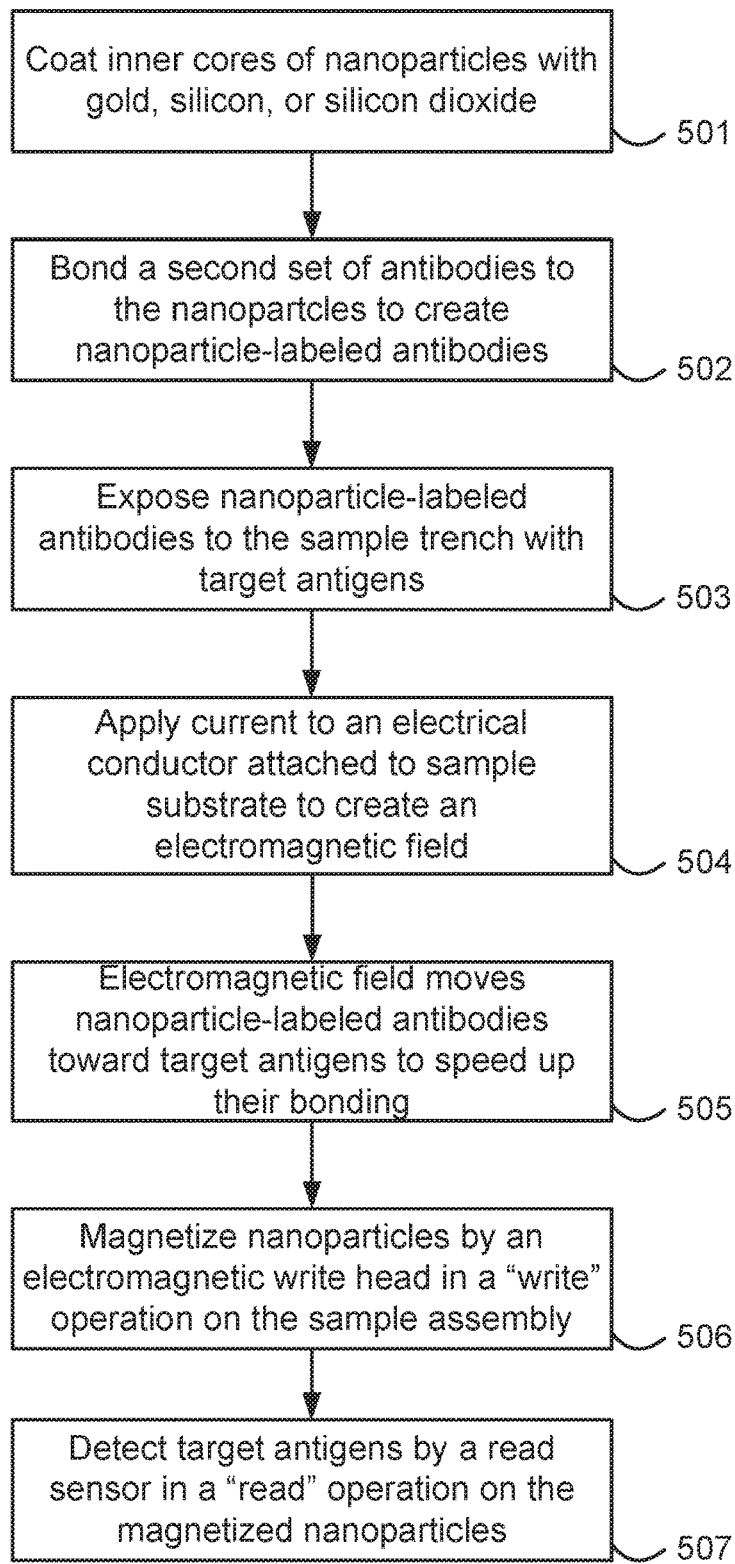 Coat inner cores of nanoparticles with
gold, silicon, or silicon dioxide
501
Bond a second set of antibodies to
the nanopartcles to create
nanoparticle-labeled antibodies
502
Expose nanoparticle-labeled
antibodies to the sample trench with
target antigens
503
Apply current to an electrical
conductor attached to sample
substrate to create an
electromagnetic field
504
Electromagnetic field moves
nanoparticle-labeled antibodies
toward target antigens to speed up
their bonding
505
Magnetize nanoparticles by an
electromagnetic write head in a “write”
operation on the sample assembly
506
Detect target antigens by a read
sensor in a “read” operation on the
magnetized nanoparticles
507